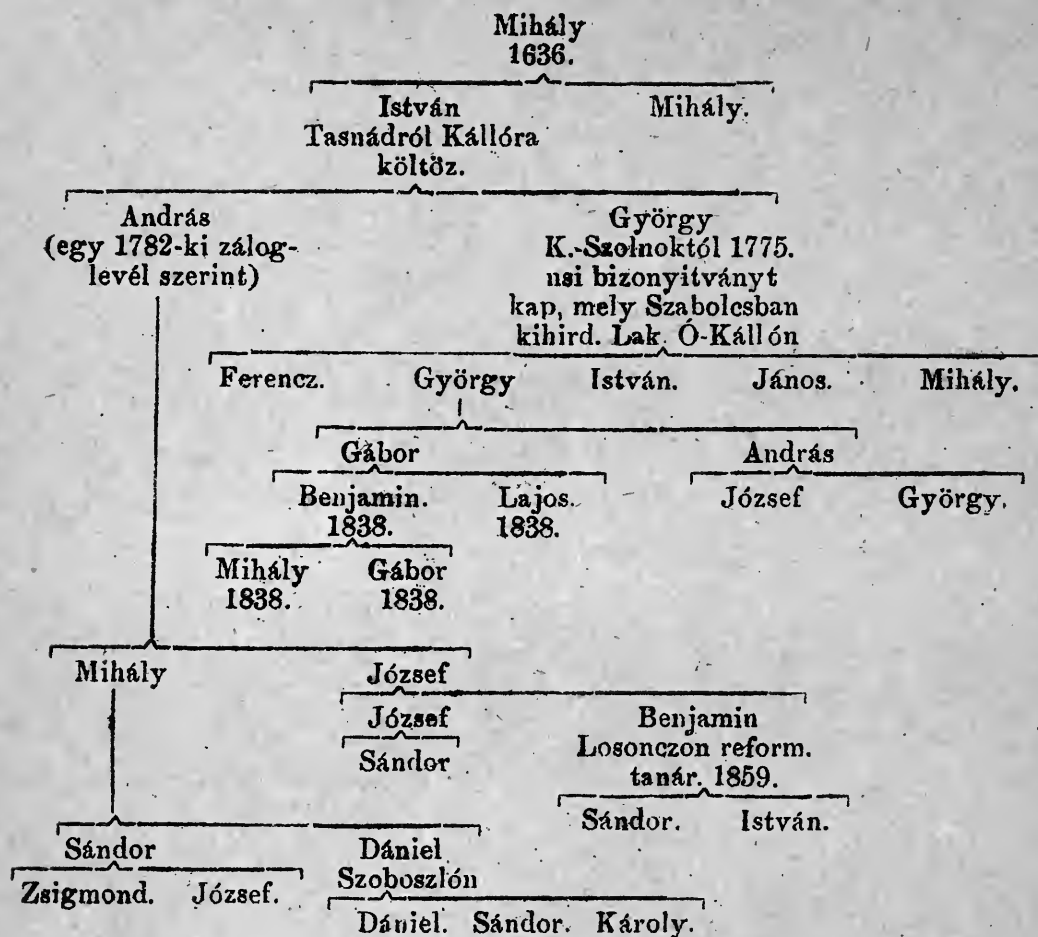 Mihály
1636.
István Mihály.
Tasnádról Kállóra
költöz.
András György
(egy 1782-ki zálog- K.-Szolnoktól 1775.
levél szerint) nsi bizonyitványt
kap, mely Szabolcsban
kihird. Lak Ó-Kállón
Ferencz. György István. János. Mihály.
Gábor András
Benjamin. Lajos. József György.
1838. 1838.
Mihály Gábor
1838. 1838.
Mihály József
József Benjamin
Losonczon reform.
Sándor tanár. 1859.
Sándor. István.
Sándor Dániel
Szoboszlón
Zsigmond. József.
Dániel. Sándor. Károly.